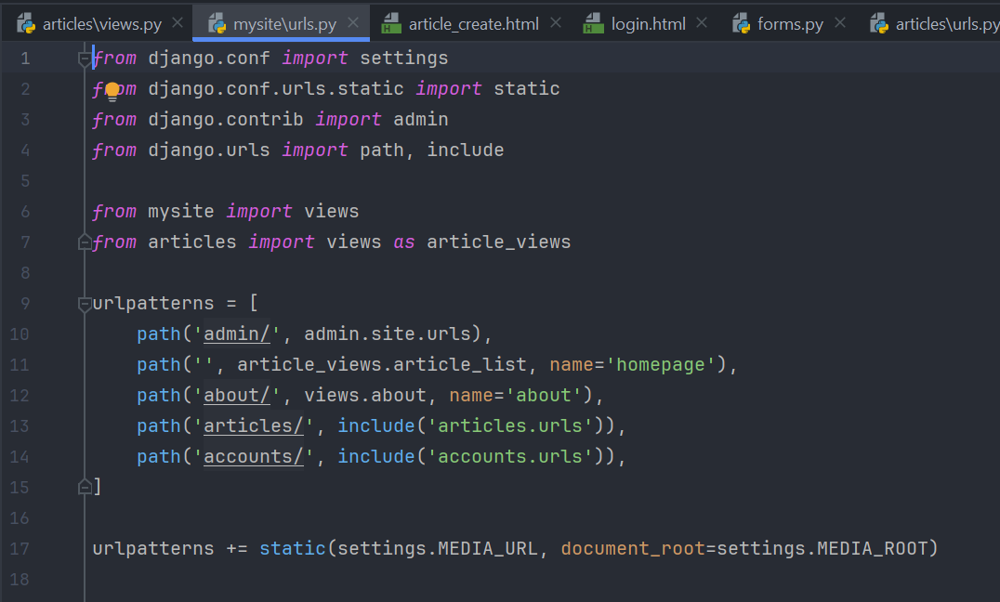 articles\views.py mysite\urls.py article_create.html login.html forms.py articles\urls.py
1 from django.conf import settings
2 from django.conf.urls.static import static
3 from django.contrib import admin
4 from django.urls import path, include
5
6 from mysite import views
7 from articles import views as article_views
8
9 urlpatterns = [
10     path('admin/', admin.site.urls),
11     path('', article_views.article_list, name='homepage'),
12     path('about/', views.about, name='about'),
13     path('articles/', include('articles.urls')),
14     path('accounts/', include('accounts.urls')),
15 ]
16
17 urlpatterns += static(settings.MEDIA_URL, document_root=settings.MEDIA_ROOT)
18